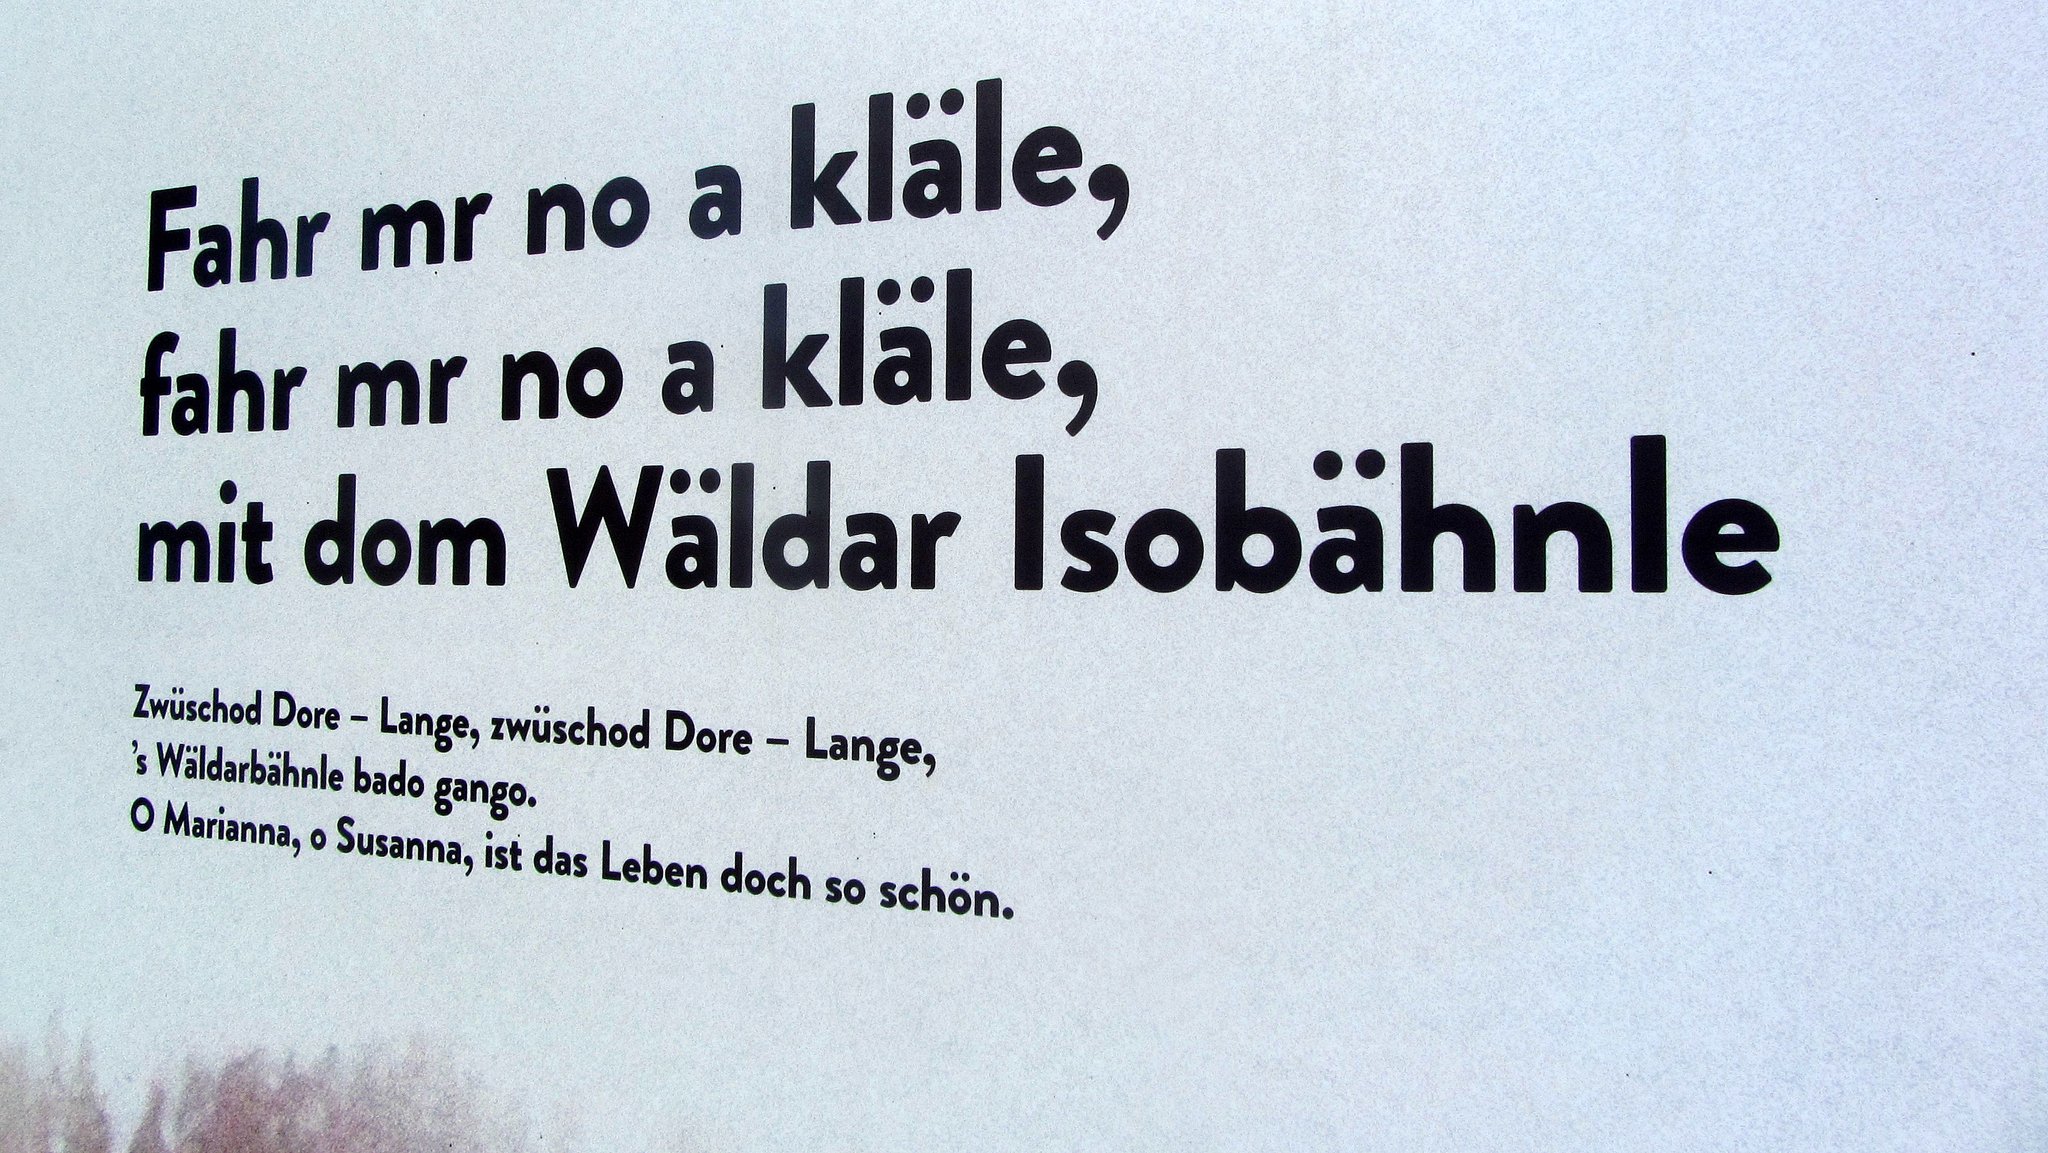 Fahr mr no a kläle,
fahr mr no a kläle,
mit dom Wäldar Isobähnle
Zwüschod Dore – Lange, zwüschod Dore – Lange,
’s Wäldarbähnle bado gango.
O Marianna, o Susanna, ist das Leben doch so schön.